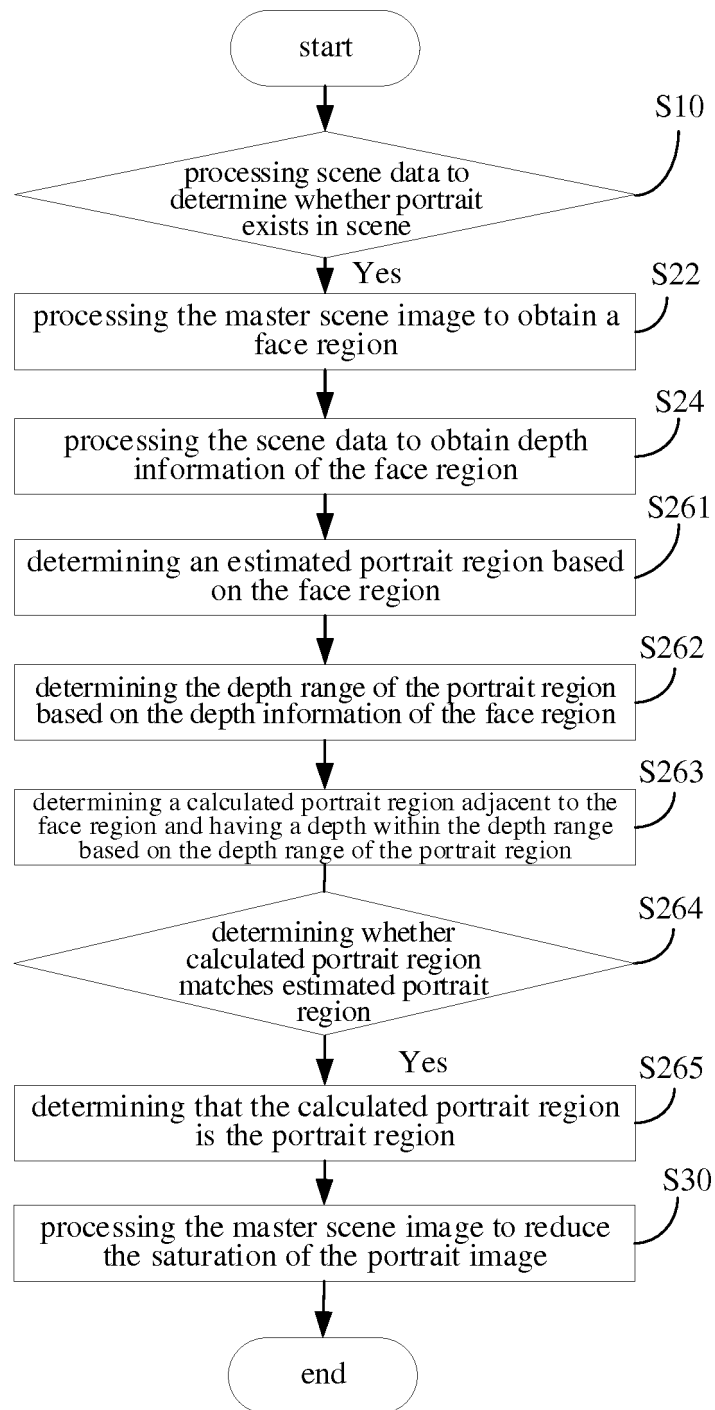 start
S10
processing scene data to
determine whether portrait
exists in scene
Yes
S22
processing the master scene image to obtain a
face region
S24
processing the scene data to obtain depth
information of the face region
S261
determining an estimated portrait region based
on the face region
S262
determining the depth range of the portrait region
based on the depth information of the face region
S263
determining a calculated portrait region adjacent to the
face region and having a depth within the depth range
based on the depth range of the portrait region
S264
determining whether
calculated portrait region
matches estimated portrait
region
Yes
S265
determining that the calculated portrait region
is the portrait region
S30
processing the master scene image to reduce
the saturation of the portrait image
end